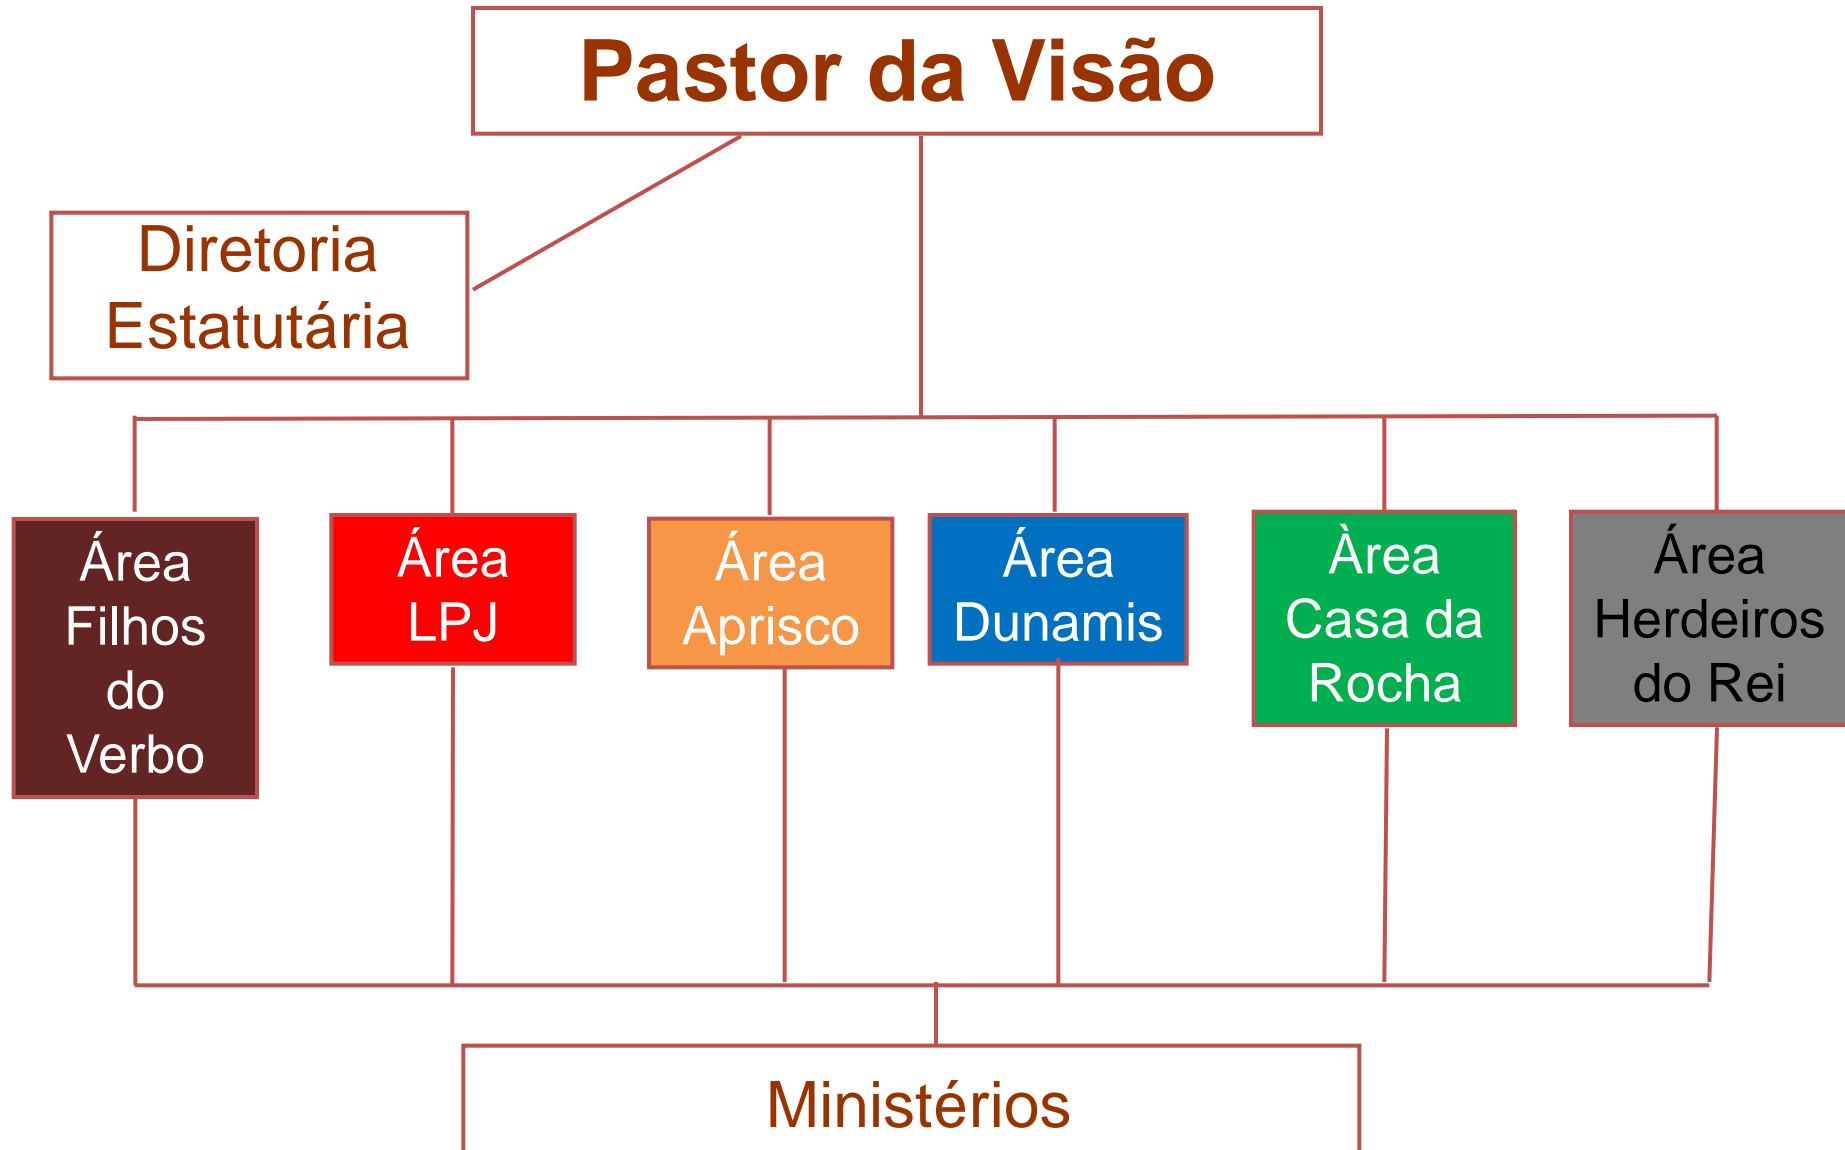 Pastor da Visão
Diretoria
Estatutária
Área
Filhos
do
Verbo
Área
LPJ
Área
Aprisco
Área
Dunamis
Àrea
Casa da
Rocha
Área
Herdeiros
do Rei
Ministérios